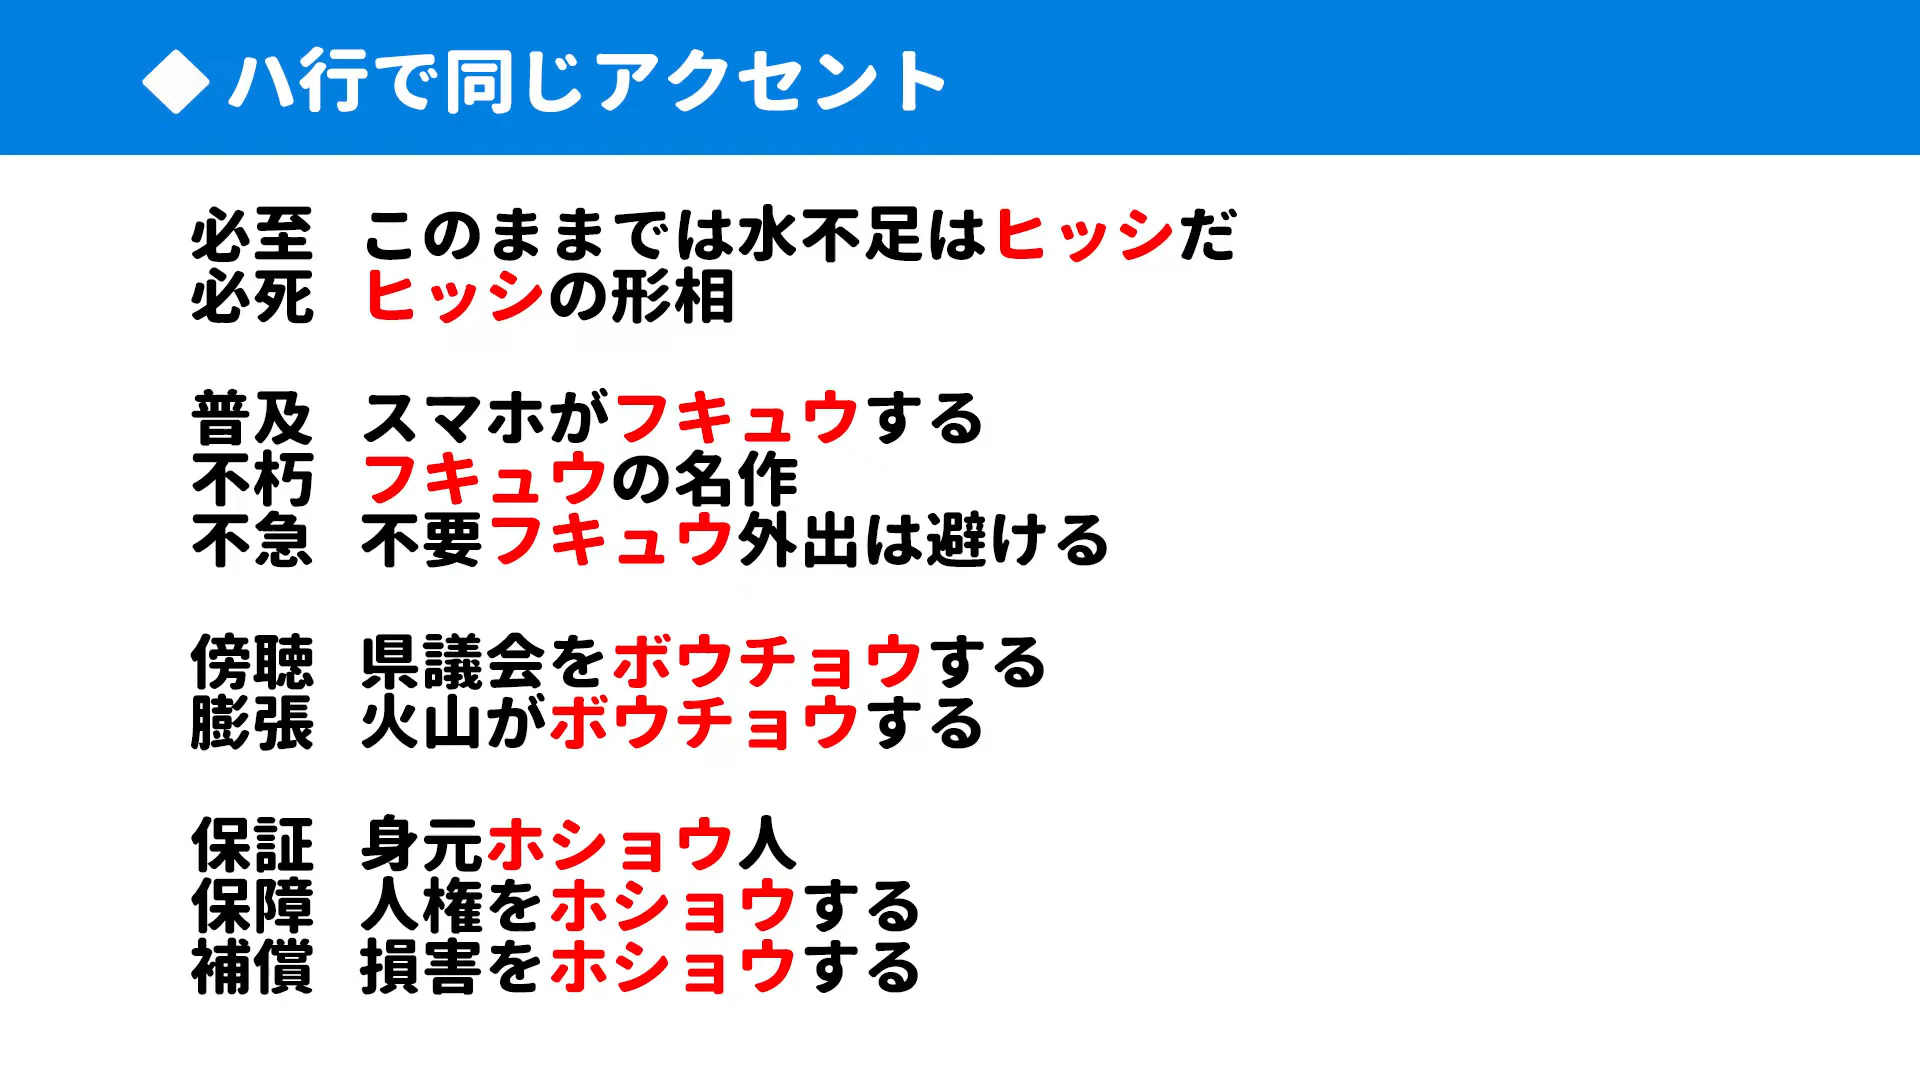 ◆ハ行で同じアクセント
必至 このままでは水不足はヒッシだ
必死 ヒッシの形相
普及 スマホがフキュウする
不朽 フキュウの名作
不急 不要フキュウ外出は避ける
傍聴 県議会をボウチョウする
膨張 火山がボウチョウする
保証 身元ホショウ人
保障 人権をホショウする
補償 損害をホショウする